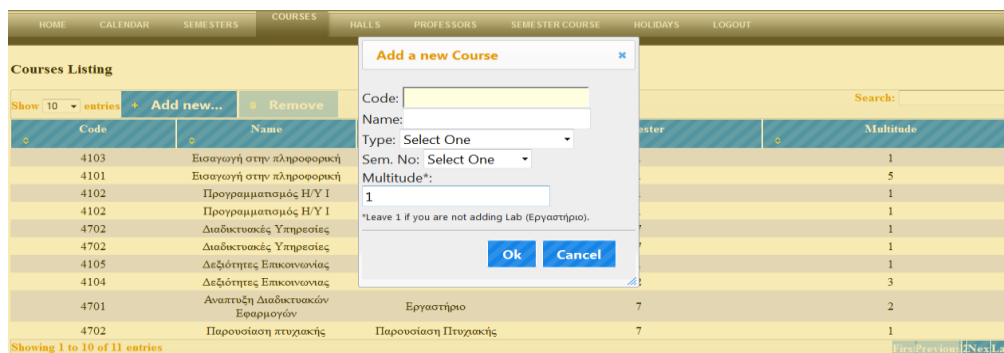 HOME CALENDAR SEMESTERS COURSES HALLS PROFESSORS SEMESTER COURSE HOLIDAYS LOGOUT
Add a new Course
Courses Listing
Show 10 entries + Add new... Remove
Search:
Code:
Name:
Type: Select One
Sem. No: Select One
Multitude*:
1
*Leave 1 if you are not adding Lab (Εργαστήριο).
Ok Cancel
Code Name Multitude
4103 Εισαγωγή στην πληροφορική 1
4101 Εισαγωγή στην πληροφορική 5
4102 Προγραμματισμός Η/Υ Ι 1
4102 Προγραμματισμός Η/Υ Ι 1
4702 Διαδικτυακές Υπηρεσίες 1
4702 Διαδικτυακές Υπηρεσίες 1
4105 Δεξιότητες Επικοινωνίας 1
4104 Δεξιότητες Επικοινωνιας 3
4701 Αναπτυξη Διαδικτυακών Εργαστήριο 7 2
Εφαρμογών
4702 Παρουσίαση πτυχιακής Παρουσίαση Πτυχιακής 7 1
Showing 1 to 10 of 11 entries